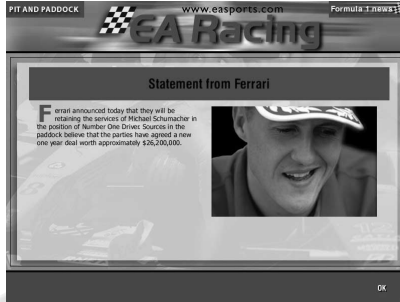 PIT AND PADDOCK
www.easports.com
Formula 1 news
EA Racing
Statement from Ferrari
Ferrari announced today that they will be
retaining the services of Michael Schumacher in
the position of Number One Driver. Sources in the
paddock believe that the parties have agreed a new
one year deal worth approximately $26,200,000.
OK